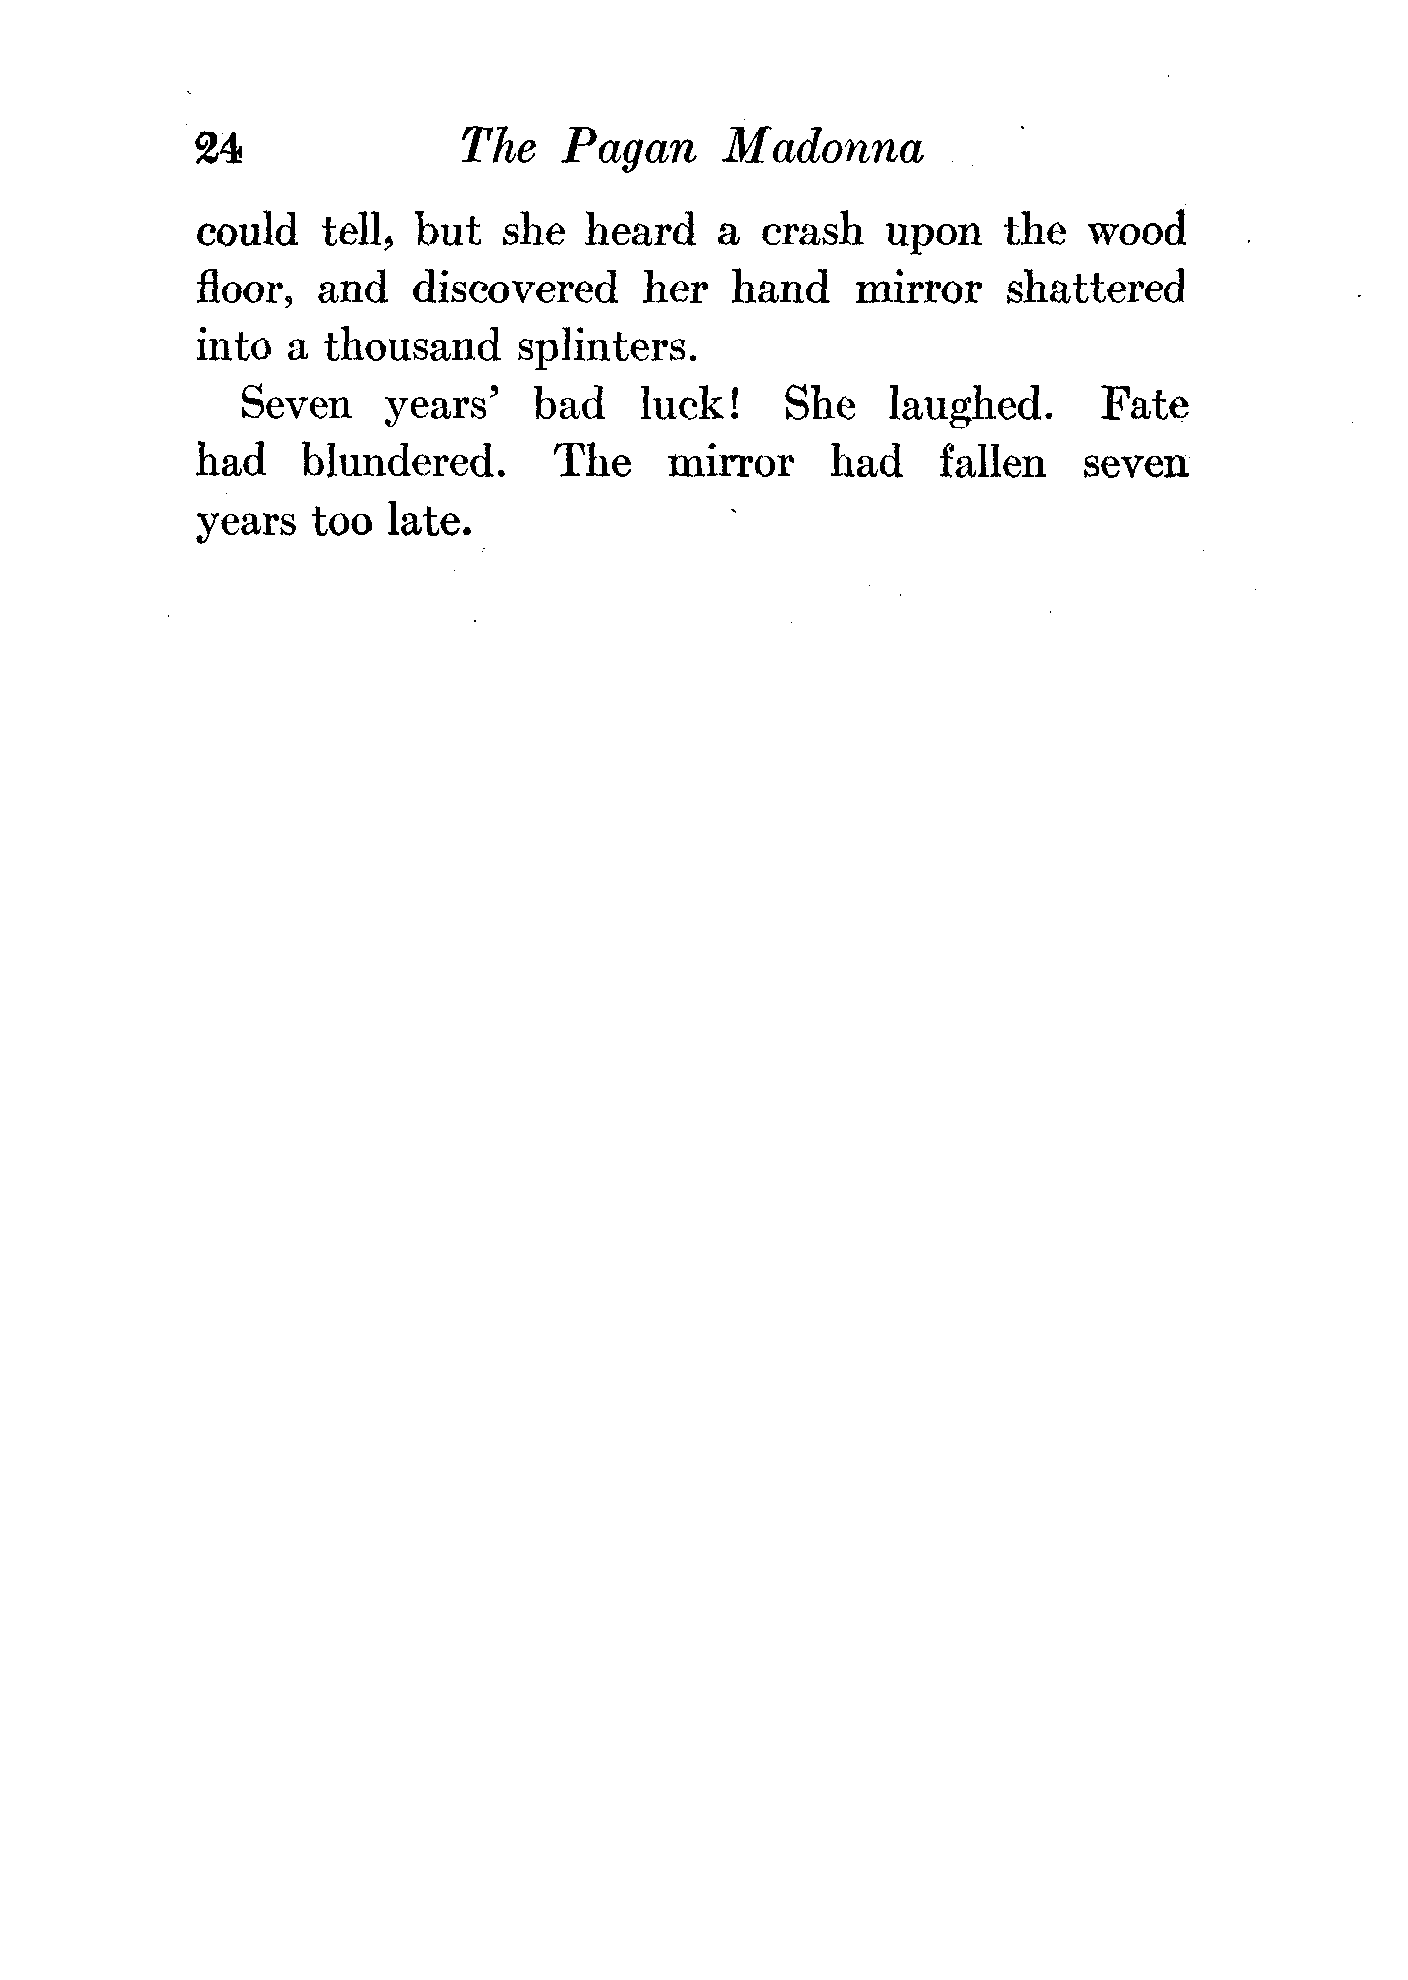 24 The Pagan Madonna
could tell, but she heard a crash upon the wood
floor, and discovered her hand mirror shattered
into a thousand splinters.
Seven years' bad luck! She laughed. Fate
had blundered. The mirror had fallen seven
years too late.